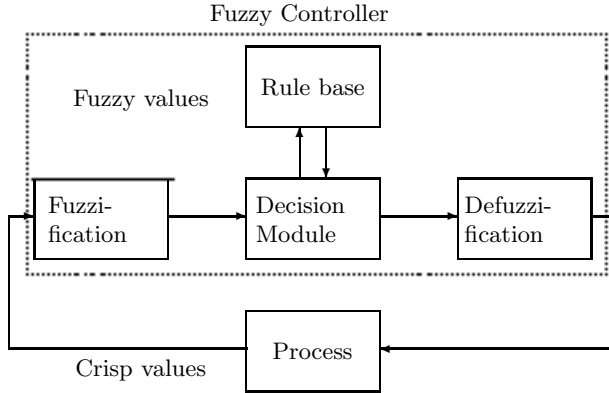 Fuzzy Controller
Fuzzy values
Rule base
Fuzzi-
fication
Decision
Module
Defuzzi-
fication
Process
Crisp values